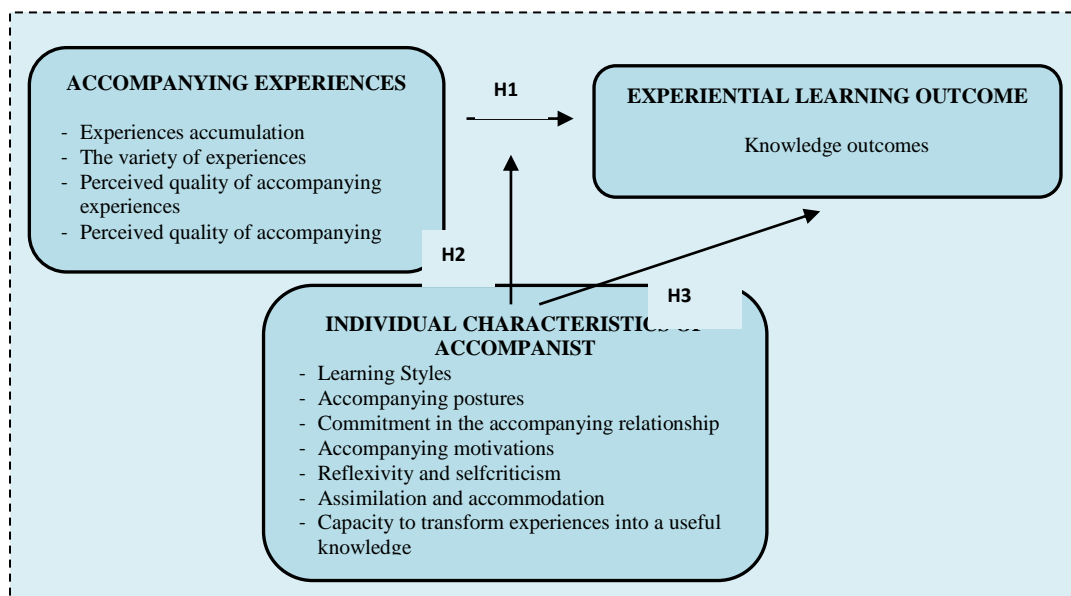 ACCOMPANYING EXPERIENCES
- Experiences accumulation
- The variety of experiences
- Perceived quality of accompanying
experiences
- Perceived quality of accompanying
H1
EXPERIENTIAL LEARNING OUTCOME
Knowledge outcomes
H2
H3
INDIVIDUAL CHARACTERISTICS OF
ACCOMPANIST
- Learning Styles
- Accompanying postures
- Commitment in the accompanying relationship
- Accompanying motivations
- Reflexivity and selfcriticism
- Assimilation and accommodation
- Capacity to transform experiences into a useful
knowledge